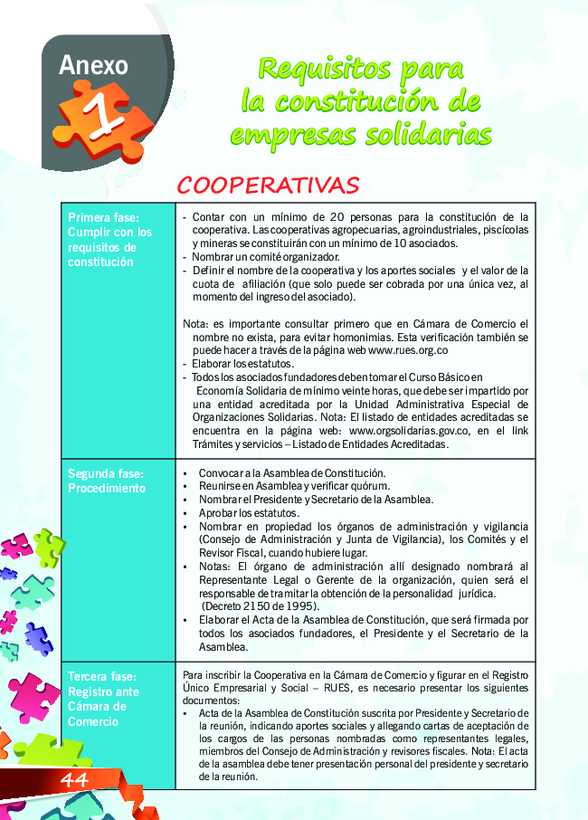 Anexo
1
Requisitos para
la constitución de
empresas solidarias
COOPERATIVAS
Primera fase:
Cumplir con los
requisitos de
constitución
- Contar con un mínimo de 20 personas para la constitución de la
cooperativa. Las cooperativas agropecuarias, agroindustriales, piscícolas
y mineras se constituirán con un mínimo de 10 asociados.
- Nombrar un comité organizador.
- Definir el nombre de la cooperativa y los aportes sociales y el valor de la
cuota de afiliación (que solo puede ser cobrada por una única vez, al
momento del ingreso del asociado).
Nota: es importante consultar primero que en Cámara de Comercio el
nombre no exista, para evitar homonimias. Esta verificación también se
puede hacer a través de la página web www.rues.org.co
- Elaborar los estatutos.
- Todos los asociados fundadores deben tomar el Curso Básico en
Economía Solidaria de mínimo veinte horas, que debe ser impartido por
una entidad acreditada por la Unidad Administrativa Especial de
Organizaciones Solidarias. Nota: El listado de entidades acreditadas se
encuentra en la página web: www.orgsolidarias.gov.co, en el link
Trámites y servicios – Listado de Entidades Acreditadas.
Segunda fase:
Procedimiento
• Convocar a la Asamblea de Constitución.
• Reunirse en Asamblea y verificar quórum.
• Nombrar el Presidente y Secretario de la Asamblea.
• Aprobar los estatutos.
• Nombrar en propiedad los órganos de administración y vigilancia
(Consejo de Administración y Junta de Vigilancia), los Comités y el
Revisor Fiscal, cuando hubiere lugar.
• Notas: El órgano de administración allí designado nombrará al
Representante Legal o Gerente de la organización, quien será el
responsable de tramitar la obtención de la personalidad jurídica.
(Decreto 2150 de 1995).
• Elaborar el Acta de la Asamblea de Constitución, que será firmada por
todos los asociados fundadores, el Presidente y el Secretario de la
Asamblea.
Tercera fase:
Registro ante
Cámara de
Comercio
Para inscribir la Cooperativa en la Cámara de Comercio y figurar en el Registro
Único Empresarial y Social – RUES, es necesario presentar los siguientes
documentos:
• Acta de la Asamblea de Constitución suscrita por Presidente y Secretario de
la reunión, indicando aportes sociales y allegando cartas de aceptación de
los cargos de las personas nombradas como representantes legales,
miembros del Consejo de Administración y revisores fiscales. Nota: El acta
de la asamblea debe tener presentación personal del presidente y secretario
de la reunión.
44